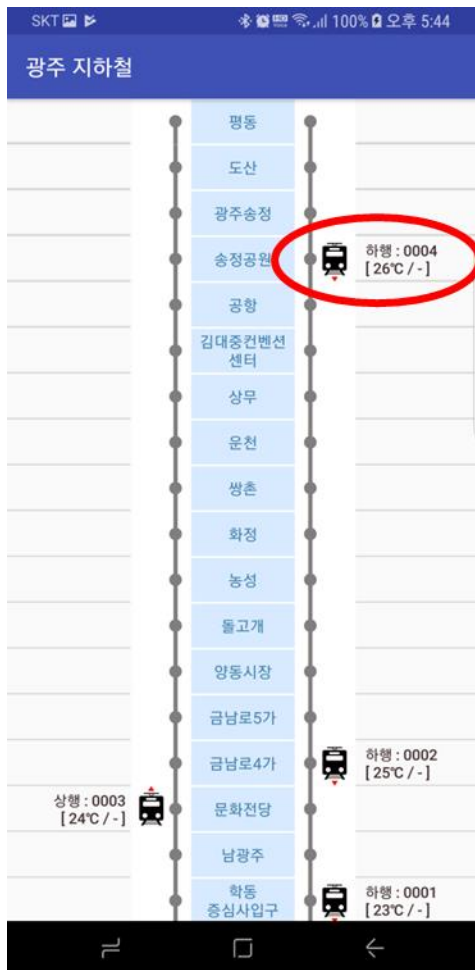 SKT 100% 오후 5:44
광주 지하철
평동
도산
광주송정
송정공원
하행 : 0004
[ 26℃ / - ]
공항
김대중컨벤션
센터
상무
운천
쌍촌
화정
농성
돌고개
양동시장
금남로5가
금남로4가
하행 : 0002
[ 25℃ / - ]
상행 : 0003
[ 24℃ / - ]
문화전당
남광주
학동
증심사입구
하행 : 0001
[ 23℃ / - ]